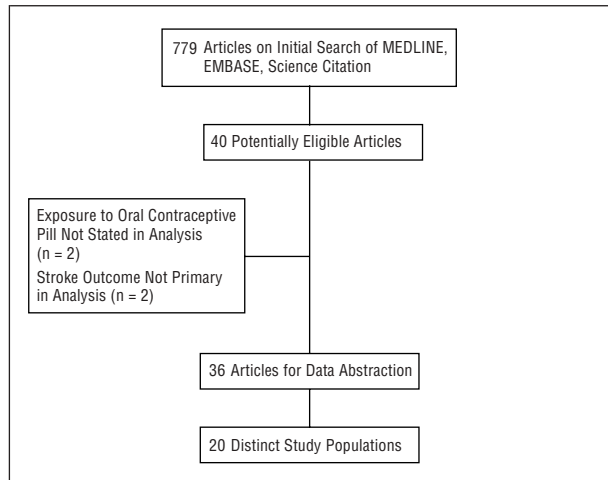 779 Articles on Initial Search of MEDLINE,
EMBASE, Science Citation
40 Potentially Eligible Articles
Exposure to Oral Contraceptive
Pill Not Stated in Analysis
(n = 2)
Stroke Outcome Not Primary
in Analysis (n = 2)
36 Articles for Data Abstraction
20 Distinct Study Populations